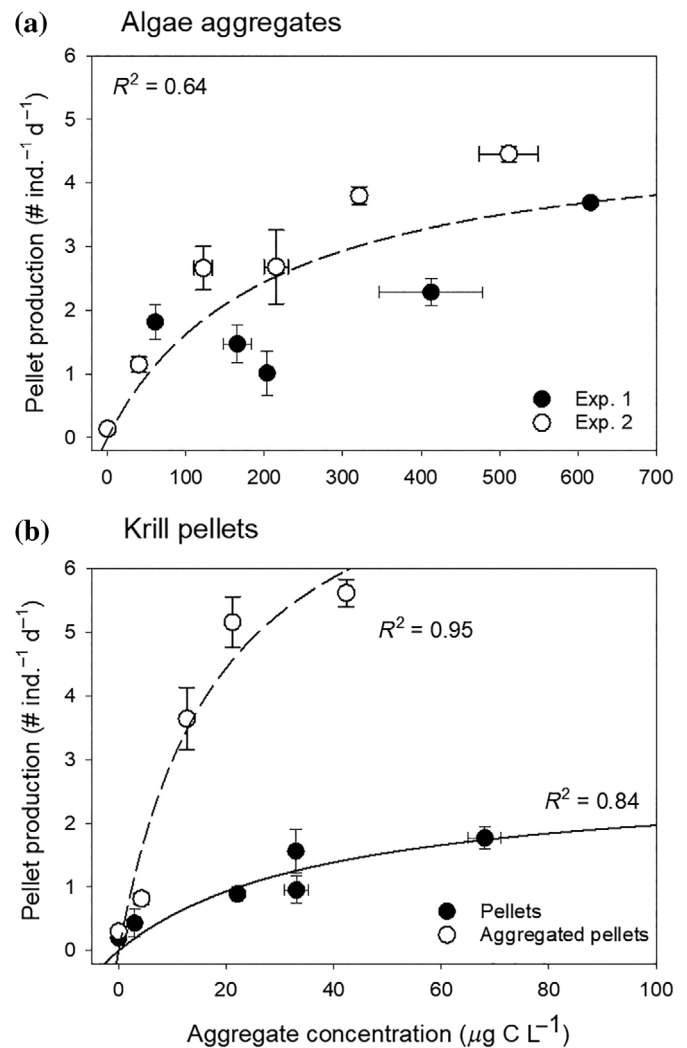 (a) Algae aggregates
R² = 0.64
6
5
4
3
2
1
0
Pellet production (# ind.⁻¹ d⁻¹)
Exp. 1
Exp. 2
0 100 200 300 400 500 600 700
(b) Krill pellets
6
5
4
3
2
1
0
Pellet production (# ind.⁻¹ d⁻¹)
R² = 0.95
R² = 0.84
Pellets
Aggregated pellets
0 20 40 60 80 100
Aggregate concentration (μg C L⁻¹)